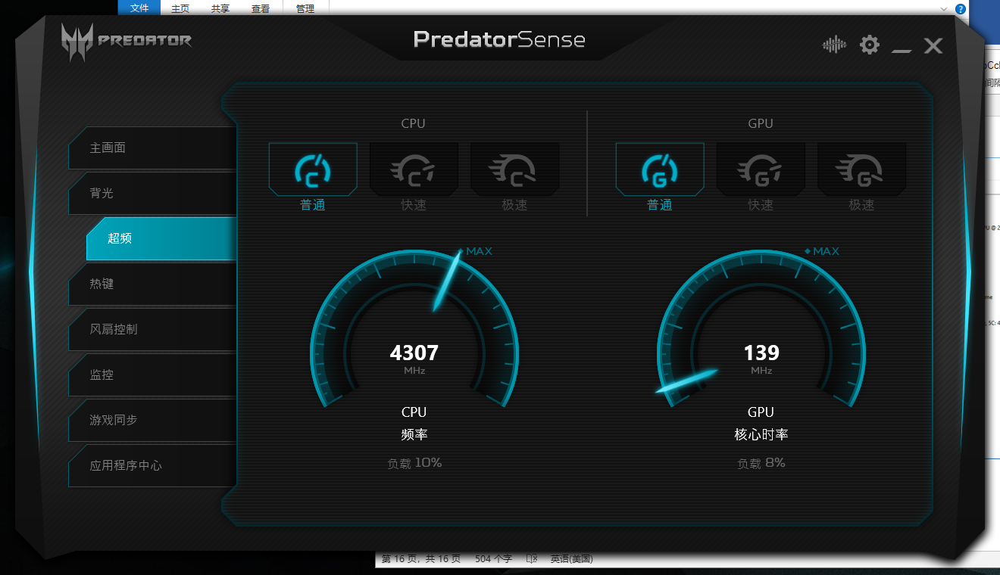 文件 主页 共享 查看 管理
PREDATOR
PredatorSense
CPU
GPU
主画面
背光
超频
热键
风扇控制
监控
游戏同步
应用程序中心
普通 快速 极速
普通 快速 极速
MAX
MAX
4307
MHz
139
MHz
CPU
频率
负载 10%
GPU
核心时率
负载 8%
第 16 页，共 16 页 504 个字 英语(美国)